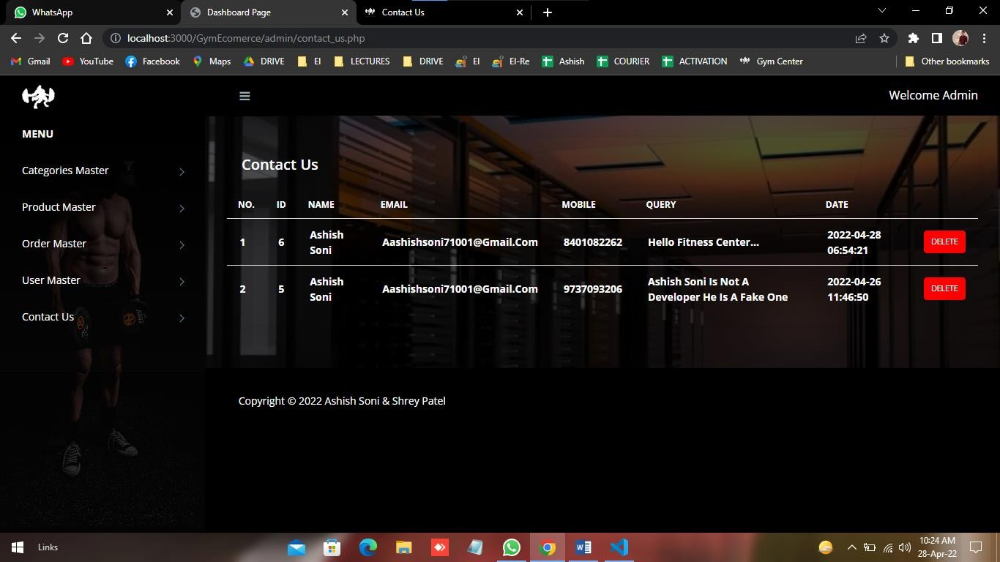 WhatsApp
Dashboard Page
Contact Us
localhost:3000/GymEcomerce/admin/contact_us.php
Gmail YouTube Facebook Maps DRIVE EI LECTURES DRIVE EI EI-Re Ashish COURIER ACTIVATION Gym Center Other bookmarks
Welcome Admin
MENU
Categories Master
Product Master
Order Master
User Master
Contact Us
Contact Us
NO. ID NAME EMAIL MOBILE QUERY DATE
1 6 Ashish Soni Aashishsoni71001@Gmail.Com 8401082262 Hello Fitness Center... 2022-04-28 06:54:21 DELETE
2 5 Ashish Soni Aashishsoni71001@Gmail.Com 9737093206 Ashish Soni Is Not A Developer He Is A Fake One 2022-04-26 11:46:50 DELETE
Copyright © 2022 Ashish Soni & Shrey Patel
Links
10:24 AM
28-Apr-22